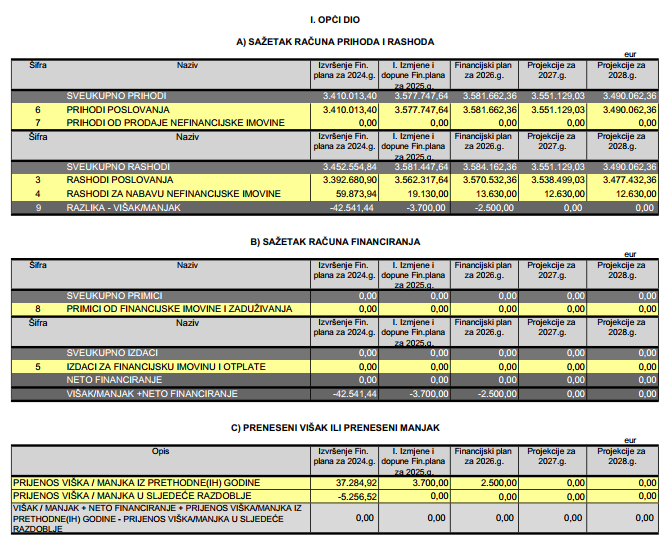 I. OPĆI DIO
A) SAŽETAK RAČUNA PRIHODA I RASHODA
eur
Šifra Naziv Izvršenje Fin. plana za 2024.g. I. Izmjene i dopune Fin.plana za 2025.g. Financijski plan za 2026.g. Projekcije za 2027.g. Projekcije za 2028.g.
SVEUKUPNO PRIHODI 3.410.013,40 3.577.747,64 3.581.662,36 3.551.129,03 3.490.062,36
6 PRIHODI POSLOVANJA 3.410.013,40 3.577.747,64 3.581.662,36 3.551.129,03 3.490.062,36
7 PRIHODI OD PRODAJE NEFINANCIJSKE IMOVINE 0,00 0,00 0,00 0,00 0,00
Šifra Naziv Izvršenje Fin. plana za 2024.g. I. Izmjene i dopune Fin.plana za 2025.g. Financijski plan za 2026.g. Projekcije za 2027.g. Projekcije za 2028.g.
SVEUKUPNO RASHODI 3.452.554,84 3.581.447,64 3.584.162,36 3.551.129,03 3.490.062,36
3 RASHODI POSLOVANJA 3.392.680,90 3.562.317,64 3.570.532,36 3.538.499,03 3.477.432,36
4 RASHODI ZA NABAVU NEFINANCIJSKE IMOVINE 59.873,94 19.130,00 13.630,00 12.630,00 12.630,00
9 RAZLIKA - VIŠAK/MANJAK -42.541,44 -3.700,00 -2.500,00 0,00 0,00
B) SAŽETAK RAČUNA FINANCIRANJA
eur
Šifra Naziv Izvršenje Fin. plana za 2024.g. I. Izmjene i dopune Fin.plana za 2025.g. Financijski plan za 2026.g. Projekcije za 2027.g. Projekcije za 2028.g.
SVEUKUPNO PRIMICI 0,00 0,00 0,00 0,00 0,00
8 PRIMICI OD FINANCIJSKE IMOVINE I ZADUŽIVANJA 0,00 0,00 0,00 0,00 0,00
Šifra Naziv Izvršenje Fin. plana za 2024.g. I. Izmjene i dopune Fin.plana za 2025.g. Financijski plan za 2026.g. Projekcije za 2027.g. Projekcije za 2028.g.
SVEUKUPNO IZDACI 0,00 0,00 0,00 0,00 0,00
5 IZDACI ZA FINANCIJSKU IMOVINU I OTPLATE 0,00 0,00 0,00 0,00 0,00
NETO FINANCIRANJE 0,00 0,00 0,00 0,00 0,00
VIŠAK/MANJAK +NETO FINANCIRANJE -42.541,44 -3.700,00 -2.500,00 0,00 0,00
C) PRENESENI VIŠAK ILI PRENESENI MANJAK
eur
Opis Izvršenje Fin. plana za 2024.g. I. Izmjene i dopune Fin.plana za 2025.g. Financijski plan za 2026.g. Projekcije za 2027.g. Projekcije za 2028.g.
PRIJENOS VIŠKA / MANJKA IZ PRETHODNE(IH) GODINE 37.284,92 3.700,00 2.500,00 0,00 0,00
PRIJENOS VIŠKA / MANJKA U SLJEDEĆE RAZDOBLJE -5.256,52 0,00 0,00 0,00 0,00
VIŠAK / MANJAK + NETO FINANCIRANJE + PRIJENOS VIŠKA/MANJKA IZ
PRETHODNE(IH) GODINE - PRIJENOS VIŠKA/MANJKA U SLJEDEĆE 0,00 0,00 0,00 0,00 0,00
RAZDOBLJE